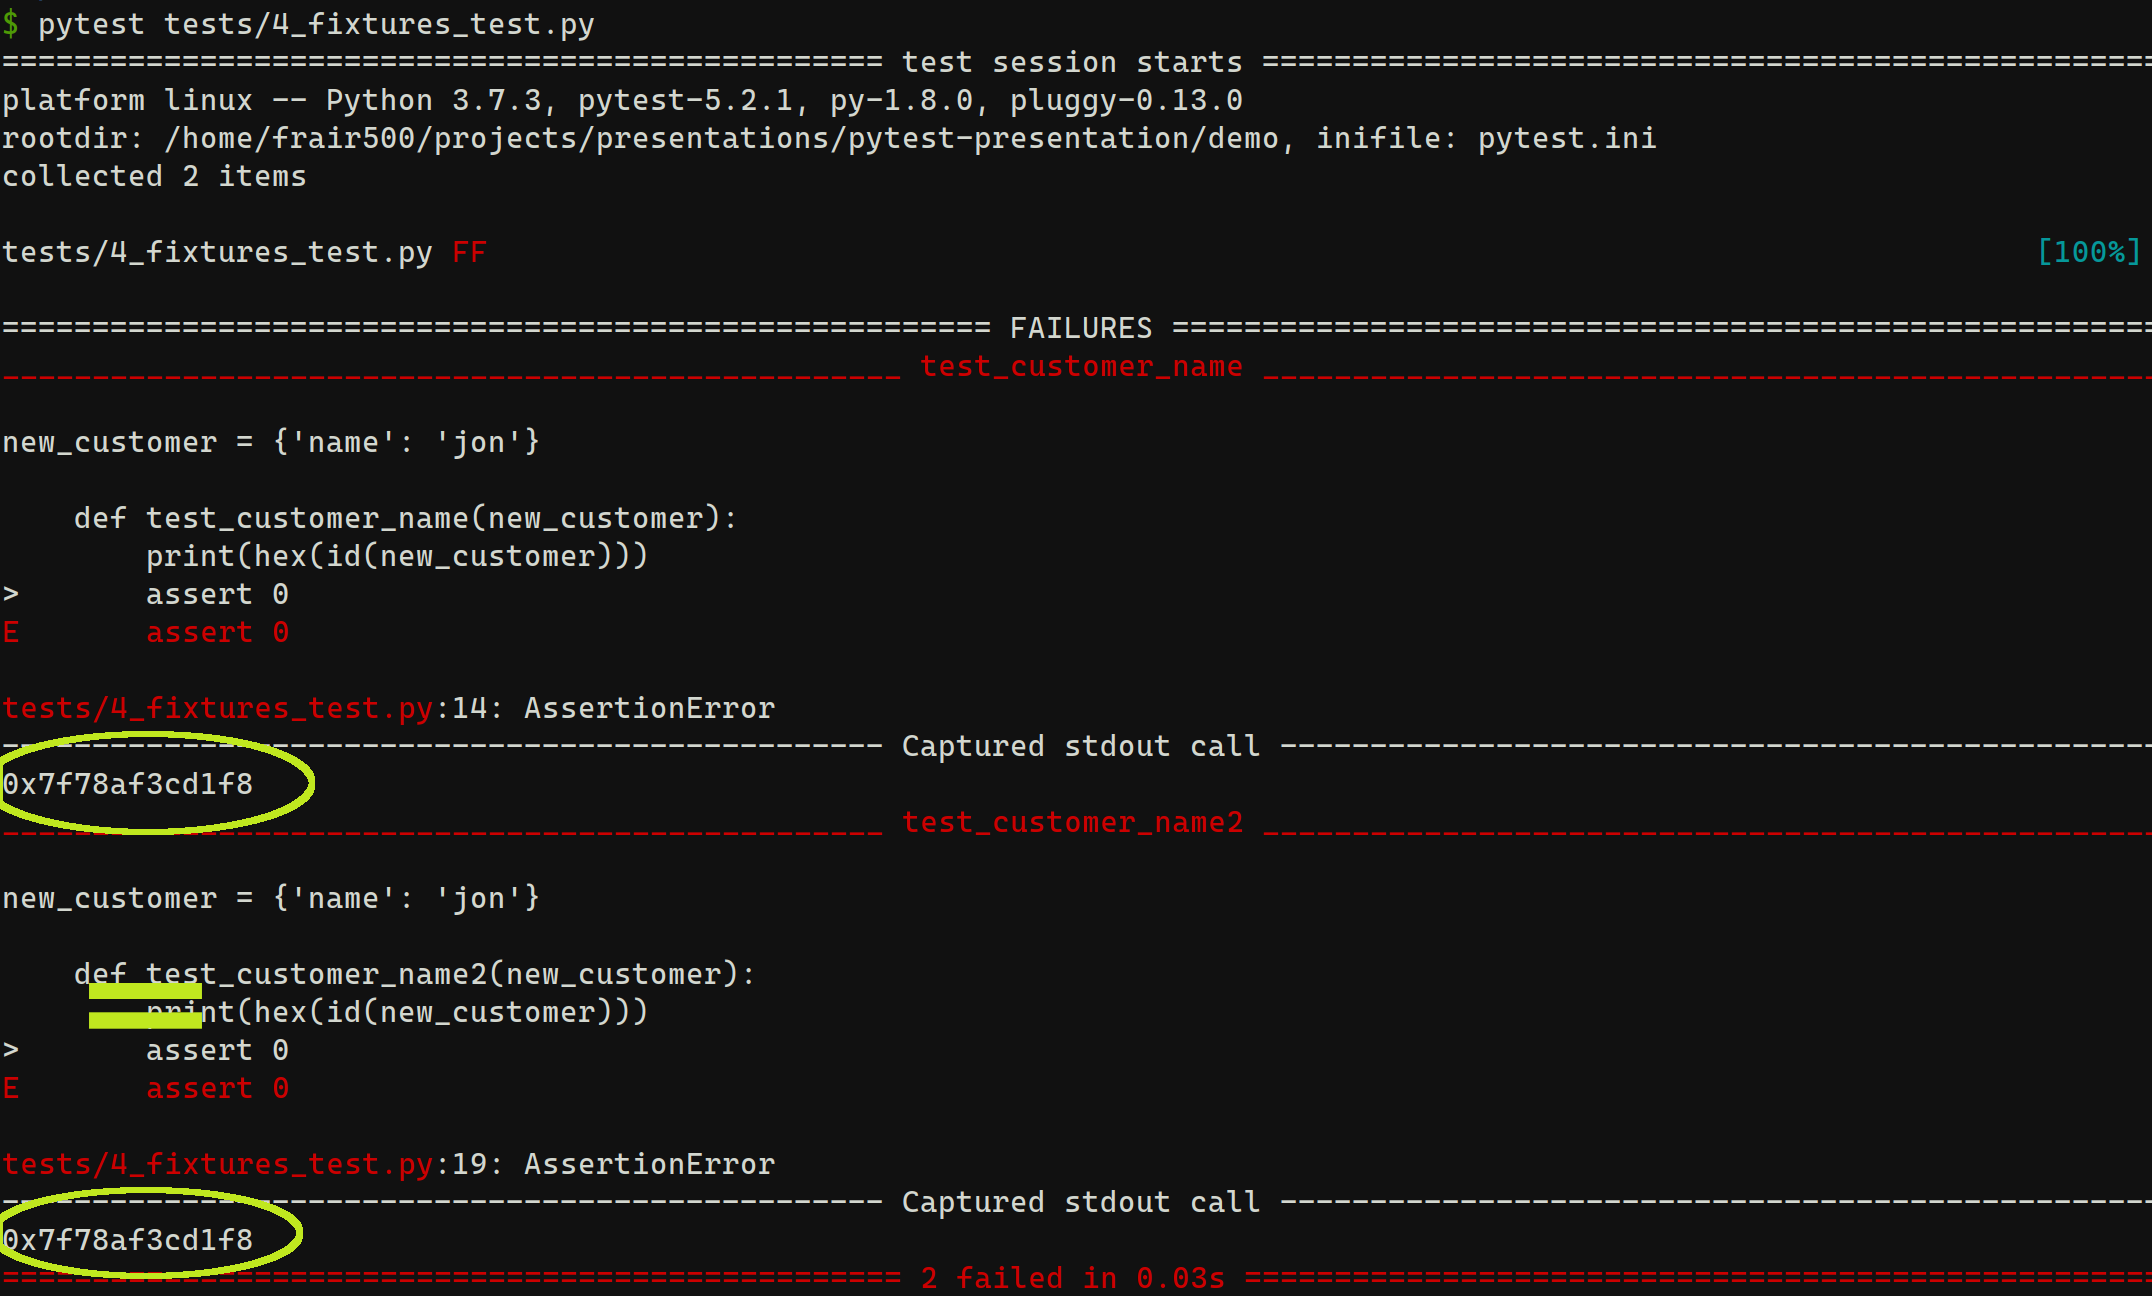 $ pytest tests/4_fixtures_test.py
================================================= test session starts =================================================
platform linux -- Python 3.7.3, pytest-5.2.1, py-1.8.0, pluggy-0.13.0
rootdir: /home/frair500/projects/presentations/pytest-presentation/demo, inifile: pytest.ini
collected 2 items
tests/4_fixtures_test.py FF [100%]
======================================================= FAILURES ======================================================
__________________________________________________ test_customer_name _________________________________________________
new_customer = {'name': 'jon'}
def test_customer_name(new_customer):
print(hex(id(new_customer)))
> assert 0
E assert 0
tests/4_fixtures_test.py:14: AssertionError
------------------------------------------------- Captured stdout call ------------------------------------------------
0x7f78af3cd1f8
_________________________________________________ test_customer_name2 _________________________________________________
new_customer = {'name': 'jon'}
def test_customer_name2(new_customer):
print(hex(id(new_customer)))
> assert 0
E assert 0
tests/4_fixtures_test.py:19: AssertionError
------------------------------------------------- Captured stdout call ------------------------------------------------
0x7f78af3cd1f8
================================================== 2 failed in 0.03s ==================================================